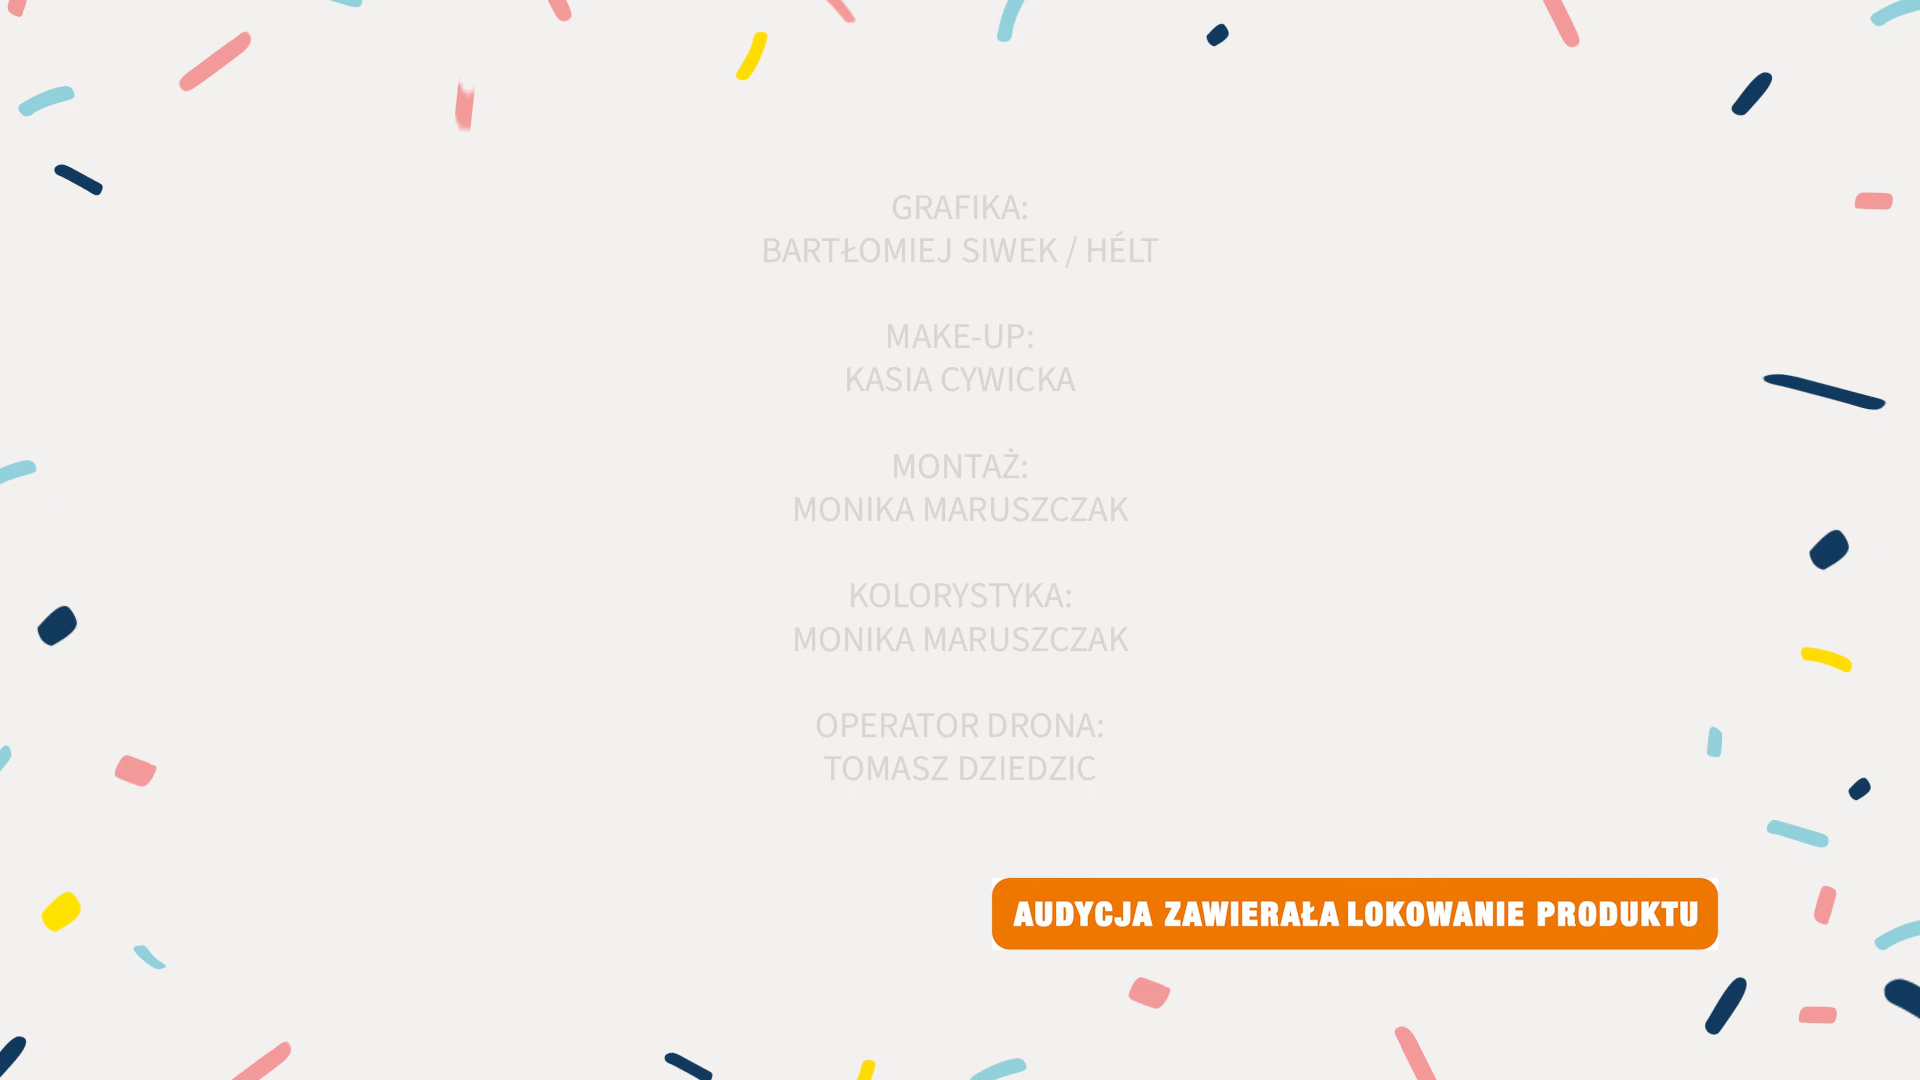 GRAFIKA:
BARTŁOMIEJ SIWEK / HÉLT
MAKE-UP:
KASIA CYWICKA
MONTAŻ:
MONIKA MARUSZCZAK
KOLORYSTYKA:
MONIKA MARUSZCZAK
OPERATOR DRONA:
TOMASZ DZIEDZIC
AUDYCJA ZAWIERAŁA LOKOWANIE PRODUKTU